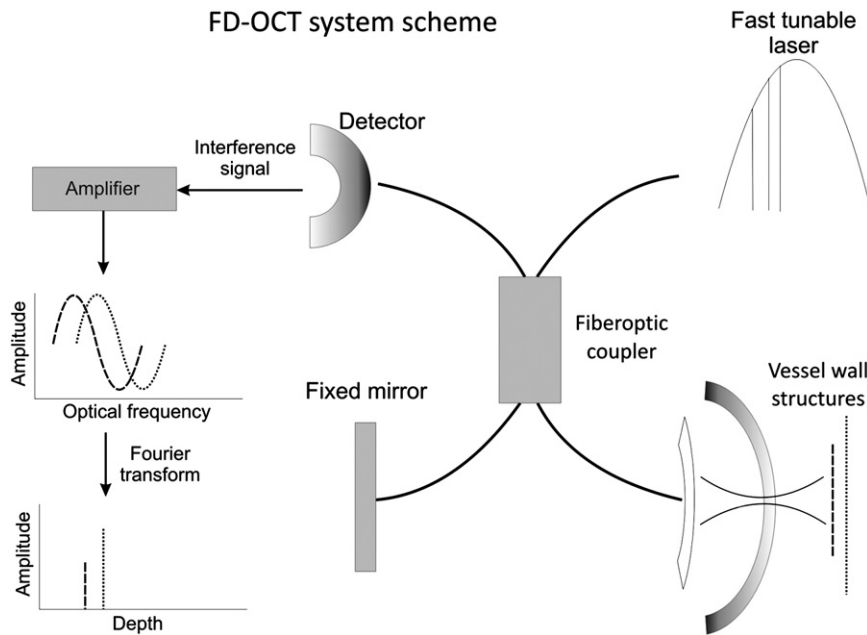 FD-OCT system scheme
Fast tunable
laser
Detector
Interference
signal
Amplifier
Amplitude
Optical frequency
Fiberoptic
coupler
Fixed mirror
Vessel wall
structures
Fourier
transform
Amplitude
Depth